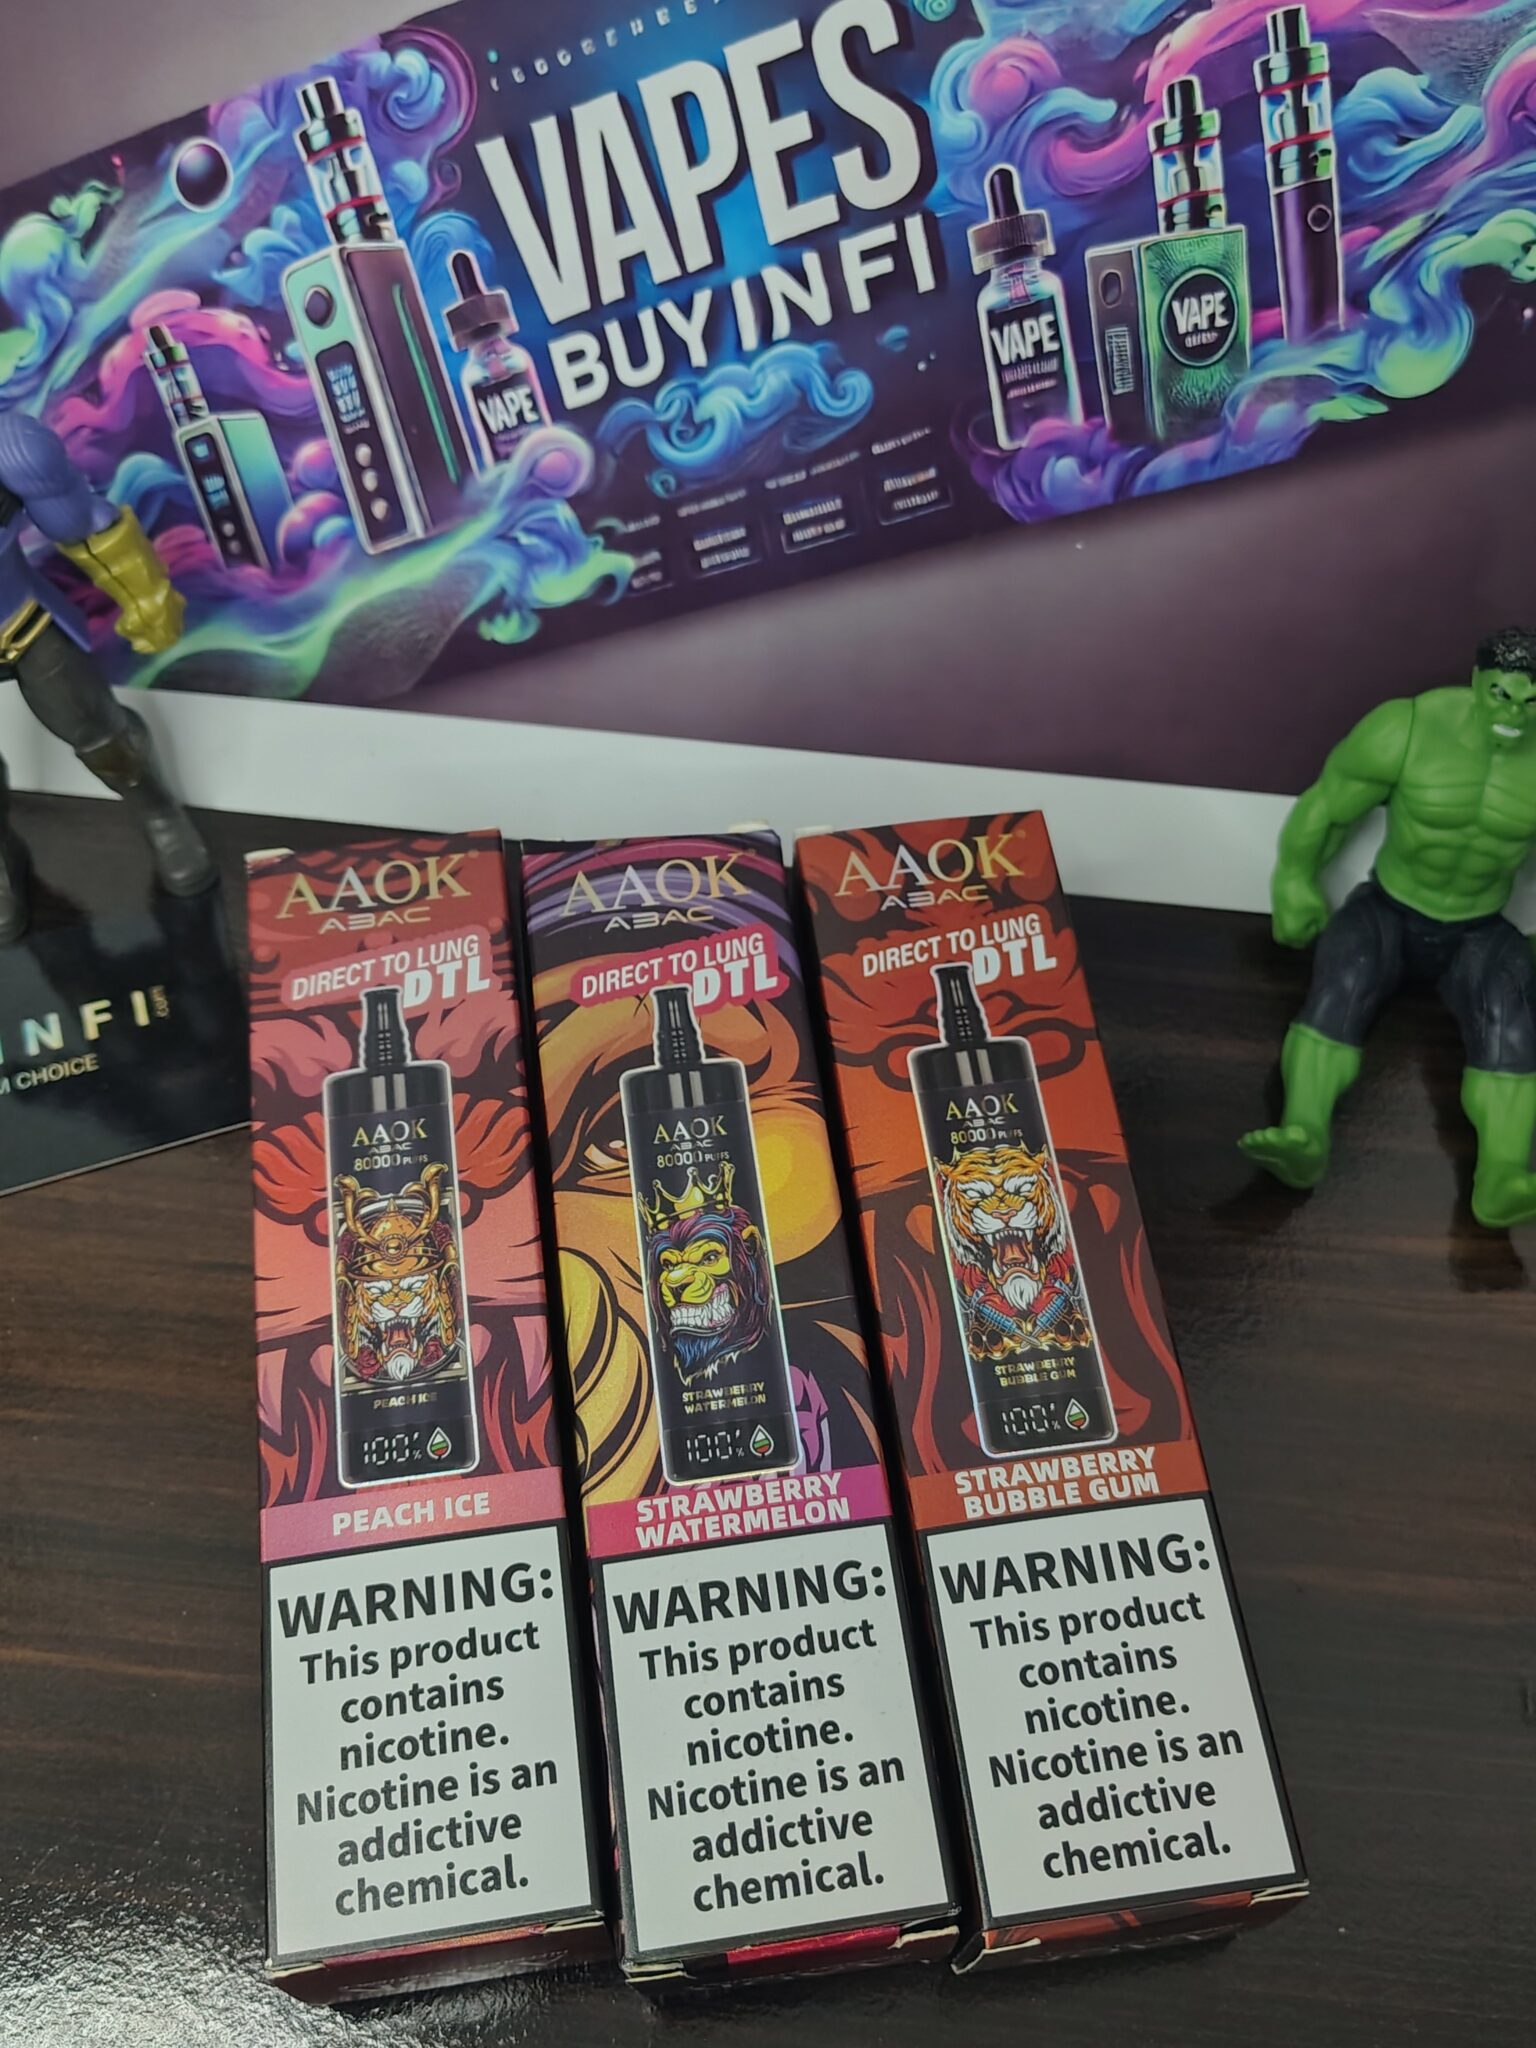 VAPES
BUYINFI
VAPE
VAPE
VAPE
INFI
M CHOICE
AAOK
ABAC
DIRECT TO LUNG
DTL
AAOK
ABAC
80000 PUFFS
PEACH ICE
100%
PEACH ICE
WARNING:
This product
contains
nicotine.
Nicotine is an
addictive
chemical.
AAOK
ABAC
DIRECT TO LUNG
DTL
AAOK
ABAC
80000 PUFFS
STRAWBERRY
WATERMELON
100%
STRAWBERRY
WATERMELON
WARNING:
This product
contains
nicotine.
Nicotine is an
addictive
chemical.
AAOK
ABAC
DIRECT TO LUNG
DTL
AAOK
ABAC
80000 PUFFS
STRAWBERRY
BUBBLE GUM
100%
STRAWBERRY
BUBBLE GUM
WARNING:
This product
contains
nicotine.
Nicotine is an
addictive
chemical.